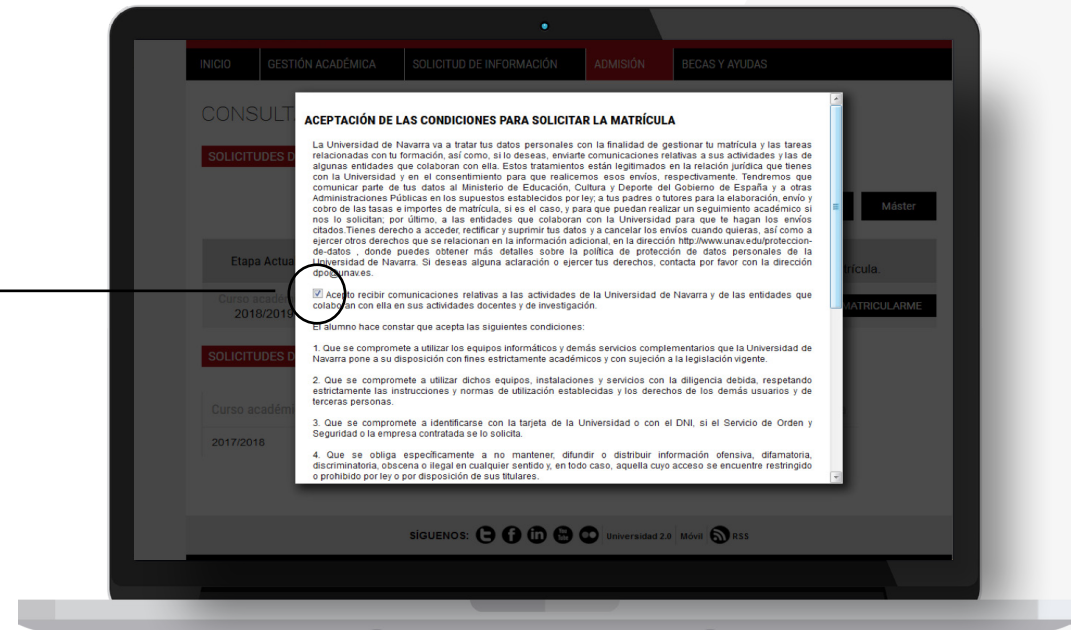 INICIO GESTIÓN ACADÉMICA SOLICITUD DE INFORMACIÓN ADMISIÓN BECAS Y AYUDAS
CONSULT
SOLICITUDES D
Máster
Etapa Actua
trícula.
Curso académi
2018/2019
MATRICULARME
SOLICITUDES D
Curso académi
2017/2018
ACEPTACIÓN DE LAS CONDICIONES PARA SOLICITAR LA MATRÍCULA
La Universidad de Navarra va a tratar tus datos personales con la finalidad de gestionar tu matrícula y las tareas
relacionadas con tu formación, así como, si lo deseas, enviarte comunicaciones relativas a sus actividades y las de
algunas entidades que colaboran con ella. Estos tratamientos están legitimados en la relación jurídica que tienes
con la Universidad y en el consentimiento para que realicemos esos envíos, respectivamente. Tendremos que
comunicar parte de tus datos al Ministerio de Educación, Cultura y Deporte del Gobierno de España y a otras
Administraciones Públicas en los supuestos establecidos por ley; a tus padres o tutores para la elaboración, envío y
cobro de las tasas e importes de matrícula, si es el caso, y para que puedan realizar un seguimiento académico si
nos lo solicitan; por último, a las entidades que colaboran con la Universidad para que te hagan los envíos
citados.Tienes derecho a acceder, rectificar y suprimir tus datos y a cancelar los envíos cuando quieras, así como a
ejercer otros derechos que se relacionan en la información adicional, en la dirección http://www.unav.edu/proteccion-
de-datos , donde puedes obtener más detalles sobre la política de protección de datos personales de la
Universidad de Navarra. Si deseas alguna aclaración o ejercer tus derechos, contacta por favor con la dirección
dpo@unav.es.
Acepto recibir comunicaciones relativas a las actividades de la Universidad de Navarra y de las entidades que
colaboran con ella en sus actividades docentes y de investigación.
El alumno hace constar que acepta las siguientes condiciones:
1. Que se compromete a utilizar los equipos informáticos y demás servicios complementarios que la Universidad de
Navarra pone a su disposición con fines estrictamente académicos y con sujeción a la legislación vigente.
2. Que se compromete a utilizar dichos equipos, instalaciones y servicios con la diligencia debida, respetando
estrictamente las instrucciones y normas de utilización establecidas y los derechos de los demás usuarios y de
terceras personas.
3. Que se compromete a identificarse con la tarjeta de la Universidad o con el DNI, si el Servicio de Orden y
Seguridad o la empresa contratada se lo solicita.
4. Que se obliga específicamente a no mantener, difundir o distribuir información ofensiva, difamatoria,
discriminatoria, obscena o ilegal en cualquier sentido y, en todo caso, aquella cuyo acceso se encuentre restringido
o prohibido por ley o por disposición de sus titulares.
SÍGUENOS: Universidad 2.0 Móvil RSS